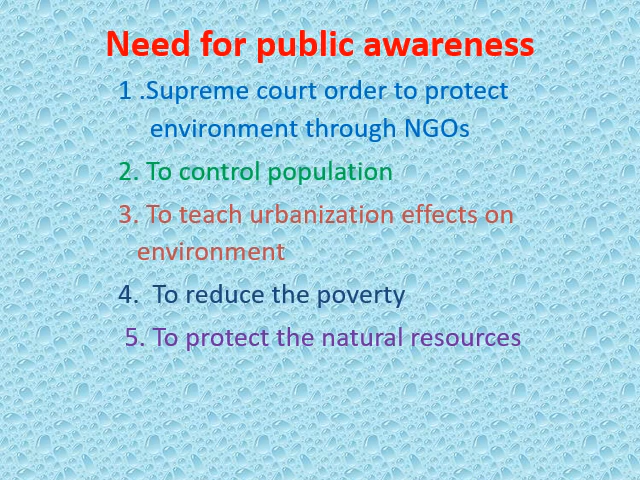 Need for public awareness
1 .Supreme court order to protect
environment through NGOs
2. To control population
3. To teach urbanization effects on
environment
4.  To reduce the poverty
5. To protect the natural resources